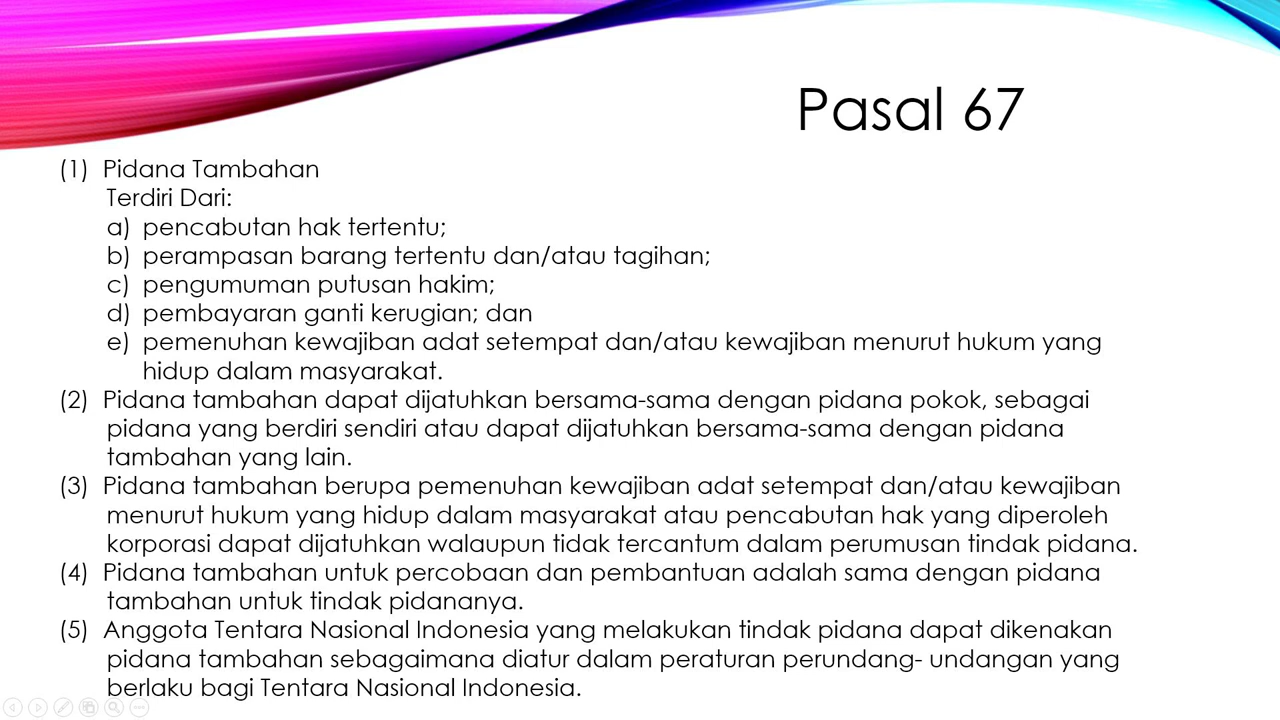 Pasal 67
(1) Pidana Tambahan
Terdiri Dari:
a) pencabutan hak tertentu;
b) perampasan barang tertentu dan/atau tagihan;
c) pengumuman putusan hakim;
d) pembayaran ganti kerugian; dan
e) pemenuhan kewajiban adat setempat dan/atau kewajiban menurut hukum yang
hidup dalam masyarakat.
(2) Pidana tambahan dapat dijatuhkan bersama-sama dengan pidana pokok, sebagai
pidana yang berdiri sendiri atau dapat dijatuhkan bersama-sama dengan pidana
tambahan yang lain.
(3) Pidana tambahan berupa pemenuhan kewajiban adat setempat dan/atau kewajiban
menurut hukum yang hidup dalam masyarakat atau pencabutan hak yang diperoleh
korporasi dapat dijatuhkan walaupun tidak tercantum dalam perumusan tindak pidana.
(4) Pidana tambahan untuk percobaan dan pembantuan adalah sama dengan pidana
tambahan untuk tindak pidananya.
(5) Anggota Tentara Nasional Indonesia yang melakukan tindak pidana dapat dikenakan
pidana tambahan sebagaimana diatur dalam peraturan perundang- undangan yang
berlaku bagi Tentara Nasional Indonesia.